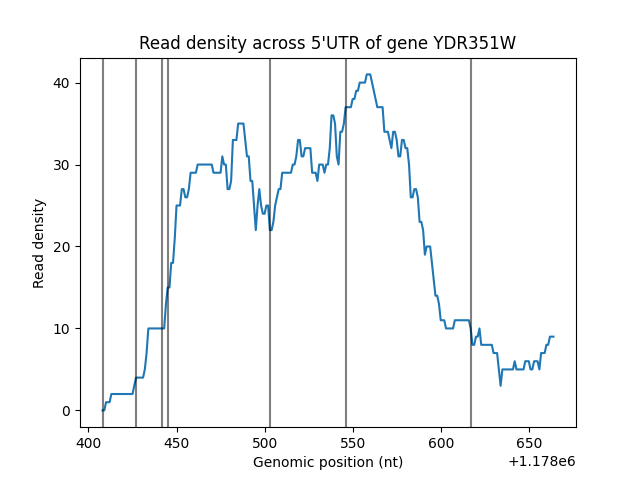 Read density across 5'UTR of gene YDR351W
40
30
20
10
0
Read density
400 450 500 550 600 650
Genomic position (nt)
+1.178e6